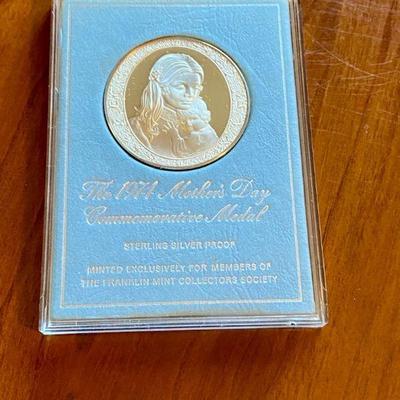 The 1974 Mother's Day
Commemorative Medal
STERLING SILVER PROOF
MINTED EXCLUSIVELY FOR MEMBERS OF
THE FRANKLIN MINT COLLECTORS SOCIETY